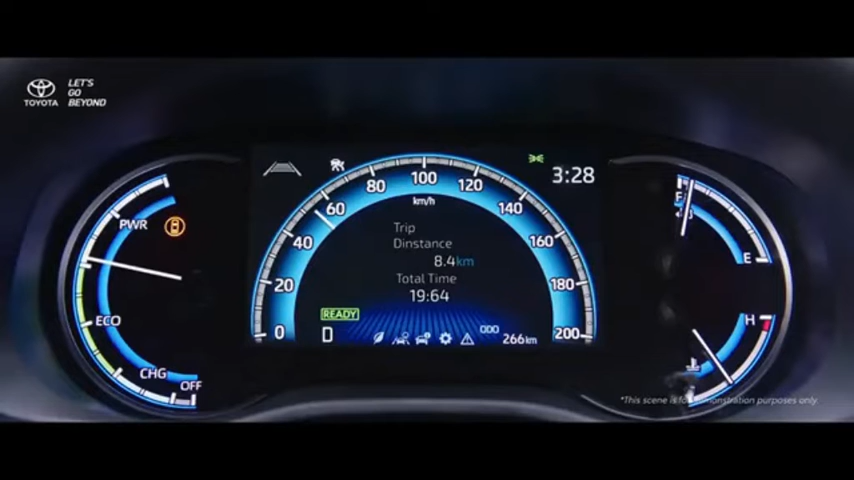 TOYOTA
LET'S
GO
BEYOND
PWR
ECO
CHG
OFF
3:28
0
20
40
60
80
100
120
140
160
180
200
km/h
Trip
Dinstance
8.4km
Total Time
19:64
READY
D
ODO
266km
F
E
H
*This scene is for demonstration purposes only.